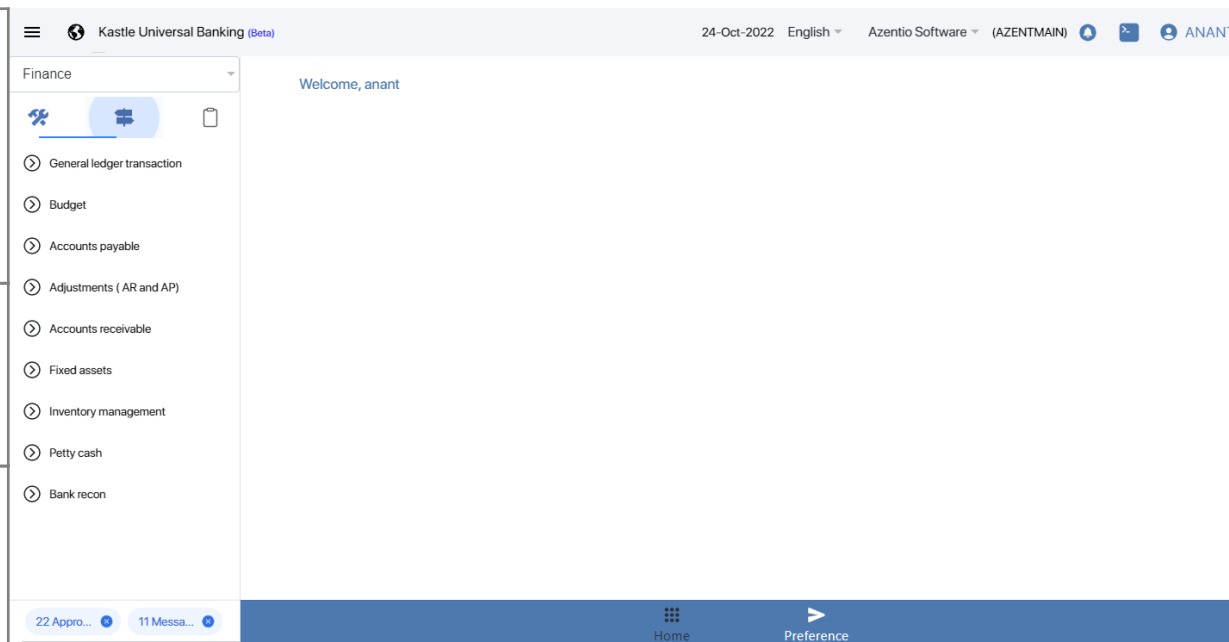 Kastle Universal Banking (Beta) 24-Oct-2022 English Azentio Software (AZENTMAIN) ANANT
Finance
Welcome, anant
General ledger transaction
Budget
Accounts payable
Adjustments ( AR and AP)
Accounts receivable
Fixed assets
Inventory management
Petty cash
Bank recon
22 Appro... 11 Messa...
Home Preference